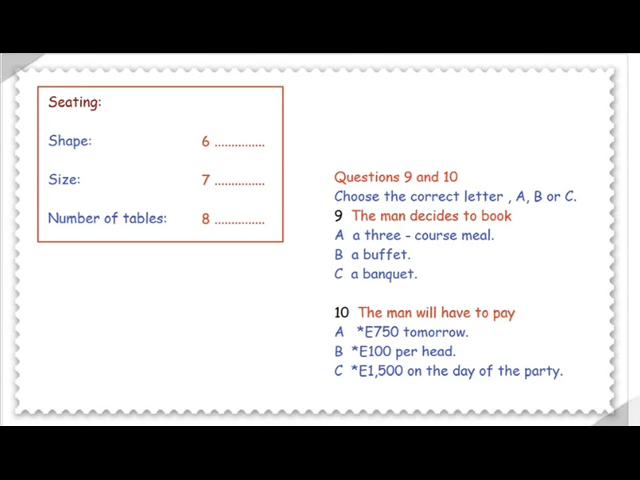 Seating:
Shape: 6 ..............
Size: 7 ..............
Number of tables: 8 ..............
Questions 9 and 10
Choose the correct letter , A, B or C.
9 The man decides to book
A a three - course meal.
B a buffet.
C a banquet.
10 The man will have to pay
A *E750 tomorrow.
B *E100 per head.
C *E1,500 on the day of the party.